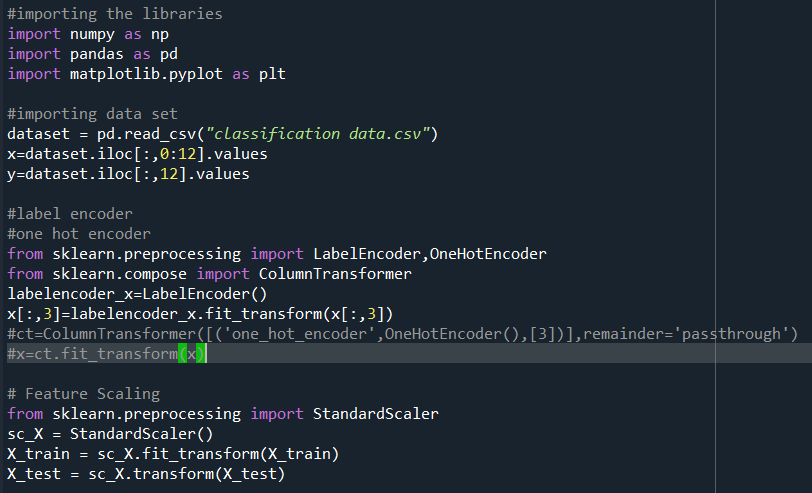 #importing the libraries
import numpy as np
import pandas as pd
import matplotlib.pyplot as plt
#importing data set
dataset = pd.read_csv("classification data.csv")
x=dataset.iloc[:,0:12].values
y=dataset.iloc[:,12].values
#label encoder
#one hot encoder
from sklearn.preprocessing import LabelEncoder,OneHotEncoder
from sklearn.compose import ColumnTransformer
labelencoder_x=LabelEncoder()
x[:,3]=labelencoder_x.fit_transform(x[:,3])
#ct=ColumnTransformer([('one_hot_encoder',OneHotEncoder(),[3])],remainder='passthrough')
#x=ct.fit_transform(x)
# Feature Scaling
from sklearn.preprocessing import StandardScaler
sc_X = StandardScaler()
X_train = sc_X.fit_transform(X_train)
X_test = sc_X.transform(X_test)